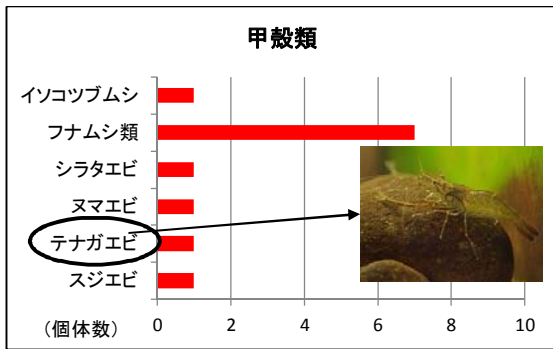 甲殻類
イソコツブムシ
フナムシ類
シラタエビ
ヌマエビ
テナガエビ
スジエビ
(個体数) 0 2 4 6 8 10